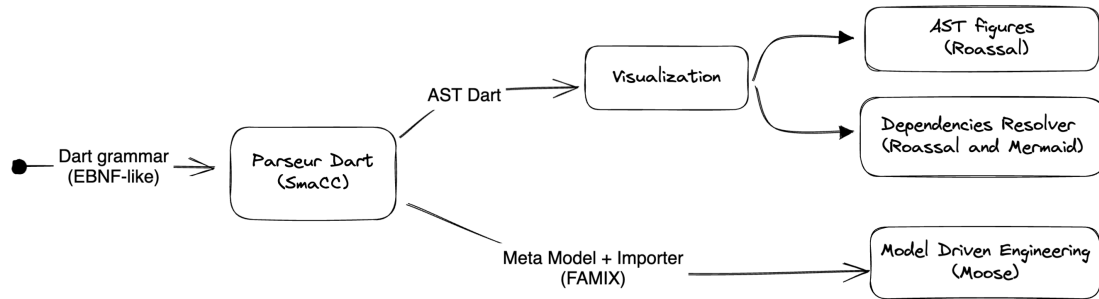 AST figures
(Roassal)
Visualization
AST Dart
Dependencies Resolver
(Roassal and Mermaid)
Dart grammar
(EBNF-like)
Parseur Dart
(SmaCC)
Meta Model + Importer
(FAMIX)
Model Driven Engineering
(Moose)